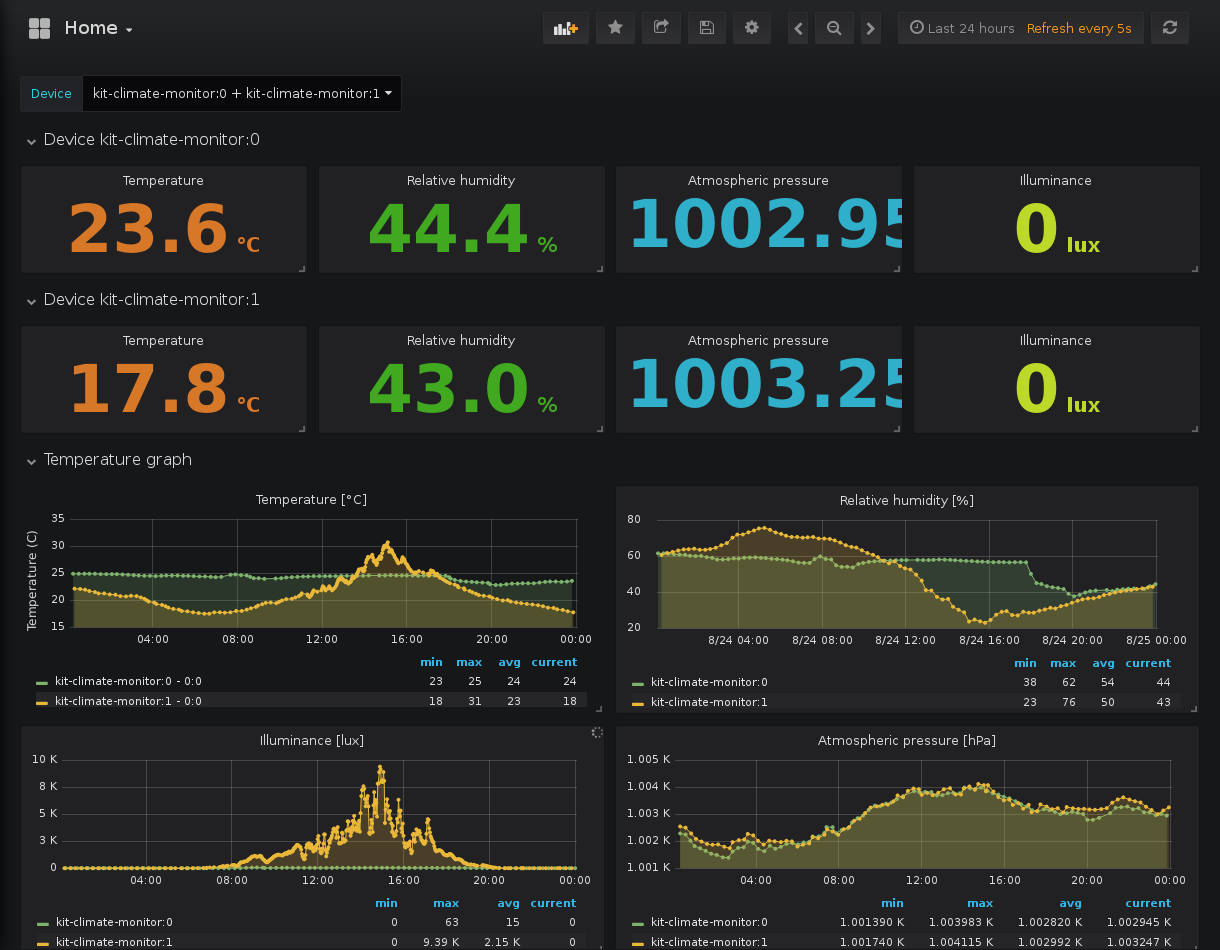 Home
Last 24 hours Refresh every 5s
Device kit-climate-monitor:0 + kit-climate-monitor:1
Device kit-climate-monitor:0
Temperature Relative humidity Atmospheric pressure Illuminance
23.6 °C 44.4 % 1002.95 0 lux
Device kit-climate-monitor:1
Temperature Relative humidity Atmospheric pressure Illuminance
17.8 °C 43.0 % 1003.25 0 lux
Temperature graph
Temperature [°C]
Temperature (C)
35
30
25
20
15
04:00 08:00 12:00 16:00 20:00 00:00
min max avg current
kit-climate-monitor:0 - 0:0 23 25 24 24
kit-climate-monitor:1 - 0:0 18 31 23 18
Relative humidity [%]
80
60
40
20
8/24 04:00 8/24 08:00 8/24 12:00 8/24 16:00 8/24 20:00 8/25 00:00
min max avg current
kit-climate-monitor:0 38 62 54 44
kit-climate-monitor:1 23 76 50 43
Illuminance [lux]
10 K
8 K
5 K
3 K
0
04:00 08:00 12:00 16:00 20:00 00:00
min max avg current
kit-climate-monitor:0 0 63 15 0
kit-climate-monitor:1 0 9.39 K 2.15 K 0
Atmospheric pressure [hPa]
1.005 K
1.004 K
1.003 K
1.002 K
1.001 K
04:00 08:00 12:00 16:00 20:00 00:00
min max avg current
kit-climate-monitor:0 1.001390 K 1.003983 K 1.002820 K 1.002945 K
kit-climate-monitor:1 1.001740 K 1.004115 K 1.002992 K 1.003247 K